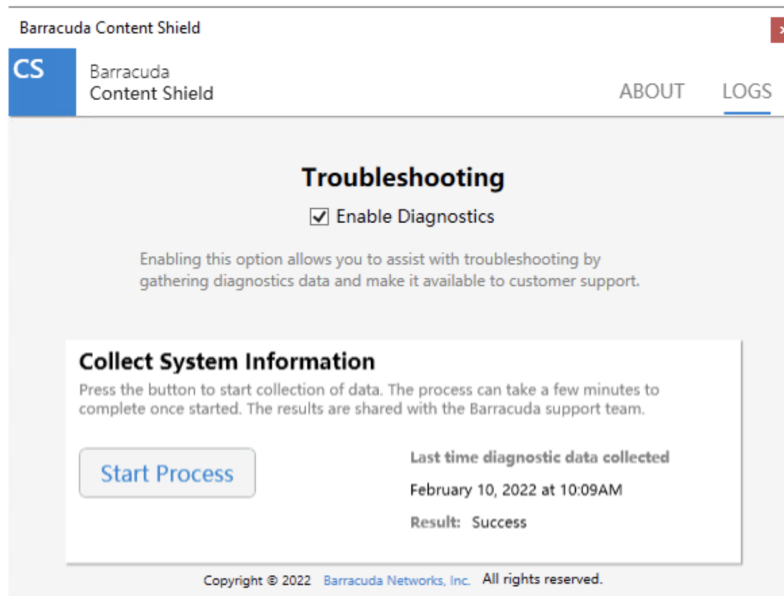 Barracuda Content Shield
x
CS
Barracuda
Content Shield
ABOUT LOGS
Troubleshooting
Enable Diagnostics
Enabling this option allows you to assist with troubleshooting by
gathering diagnostics data and make it available to customer support.
Collect System Information
Press the button to start collection of data. The process can take a few minutes to
complete once started. The results are shared with the Barracuda support team.
Start Process
Last time diagnostic data collected
February 10, 2022 at 10:09AM
Result: Success
Copyright © 2022 Barracuda Networks, Inc. All rights reserved.